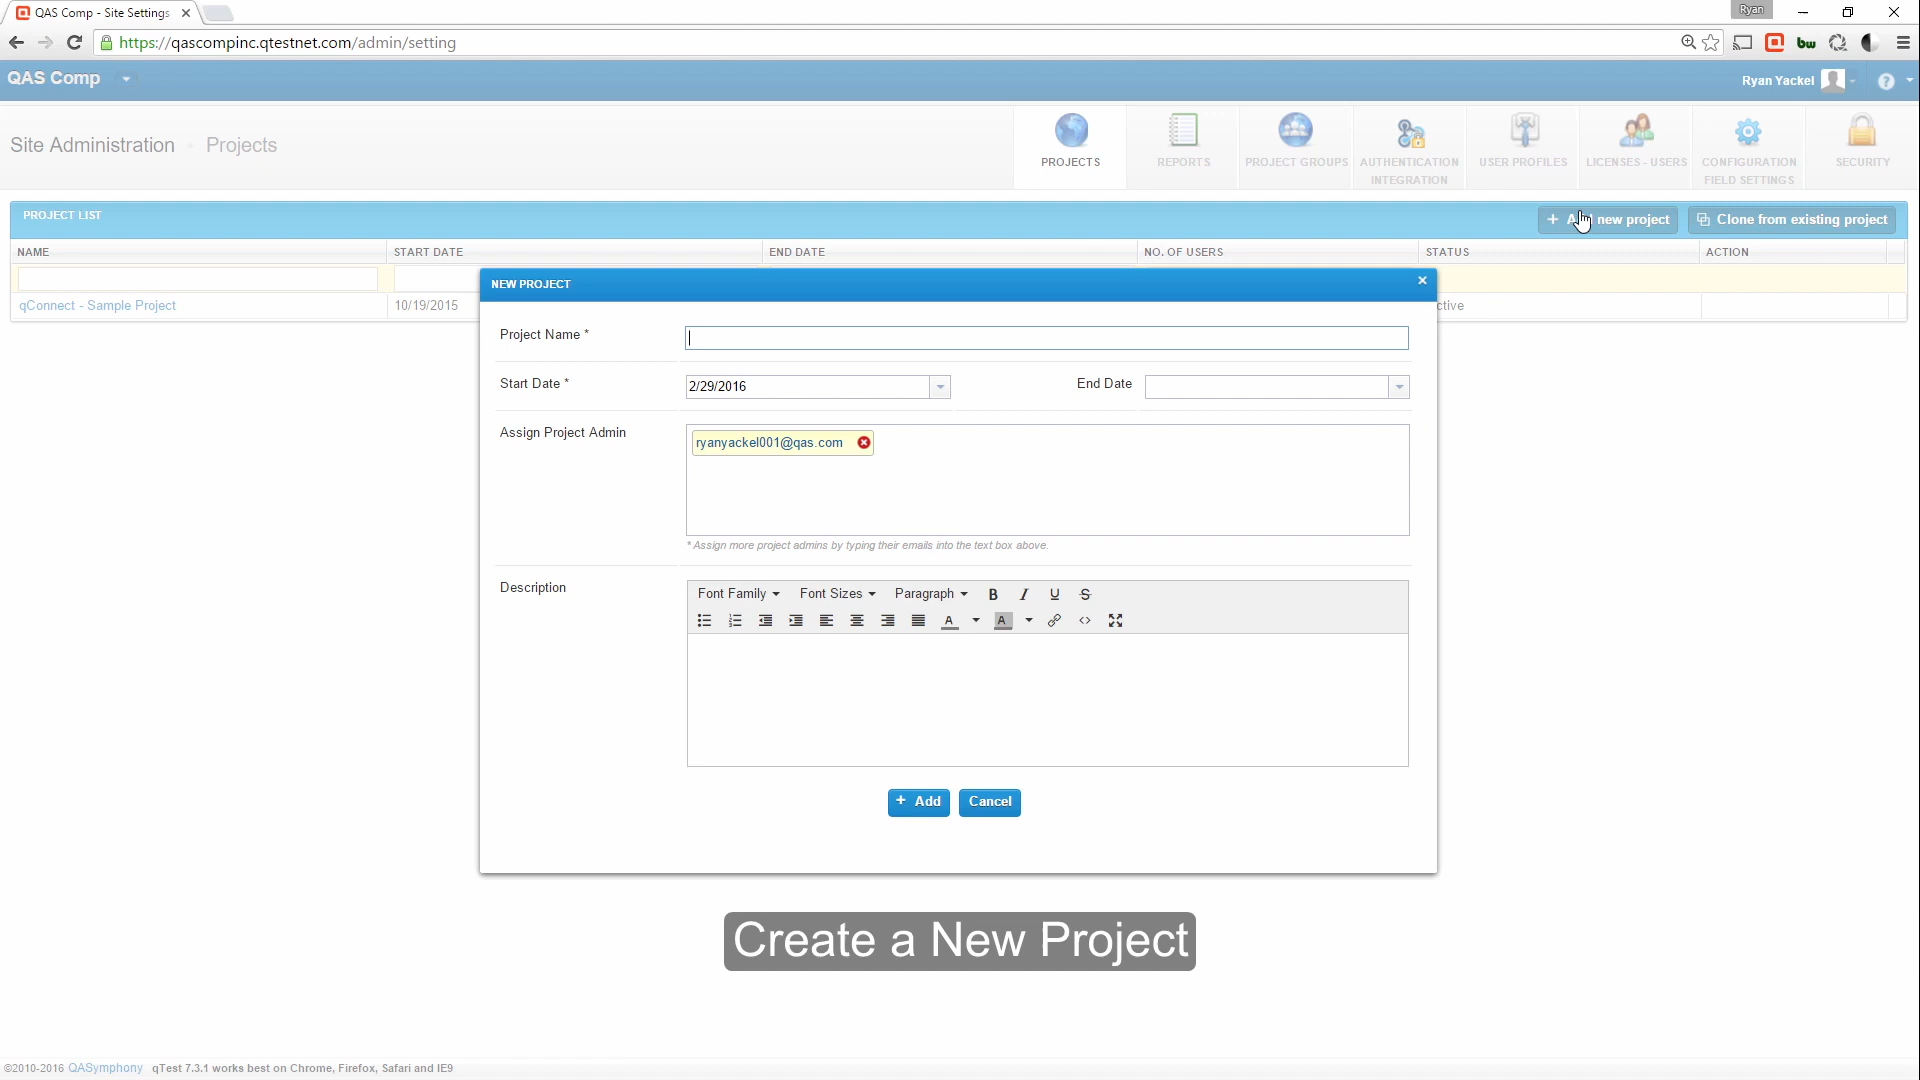 QAS Comp - Site Settings
Ryan
https://qascompinc.qtestnet.com/admin/setting
bw
QAS Comp
Ryan Yackel
Site Administration
Projects
PROJECTS
REPORTS
PROJECT GROUPS
AUTHENTICATION
INTEGRATION
USER PROFILES
LICENSES - USERS
CONFIGURATION
FIELD SETTINGS
SECURITY
PROJECT LIST
+ new project
Clone from existing project
NAME
START DATE
END DATE
NO. OF USERS
STATUS
ACTION
qConnect - Sample Project
10/19/2015
ctive
NEW PROJECT
Project Name *
Start Date *
2/29/2016
End Date
Assign Project Admin
ryanyackel001@qas.com
* Assign more project admins by typing their emails into the text box above.
Description
Font Family
Font Sizes
Paragraph
B I U S
A A <>
+ Add
Cancel
Create a New Project
©2010-2016 QASymphony qTest 7.3.1 works best on Chrome, Firefox, Safari and IE9